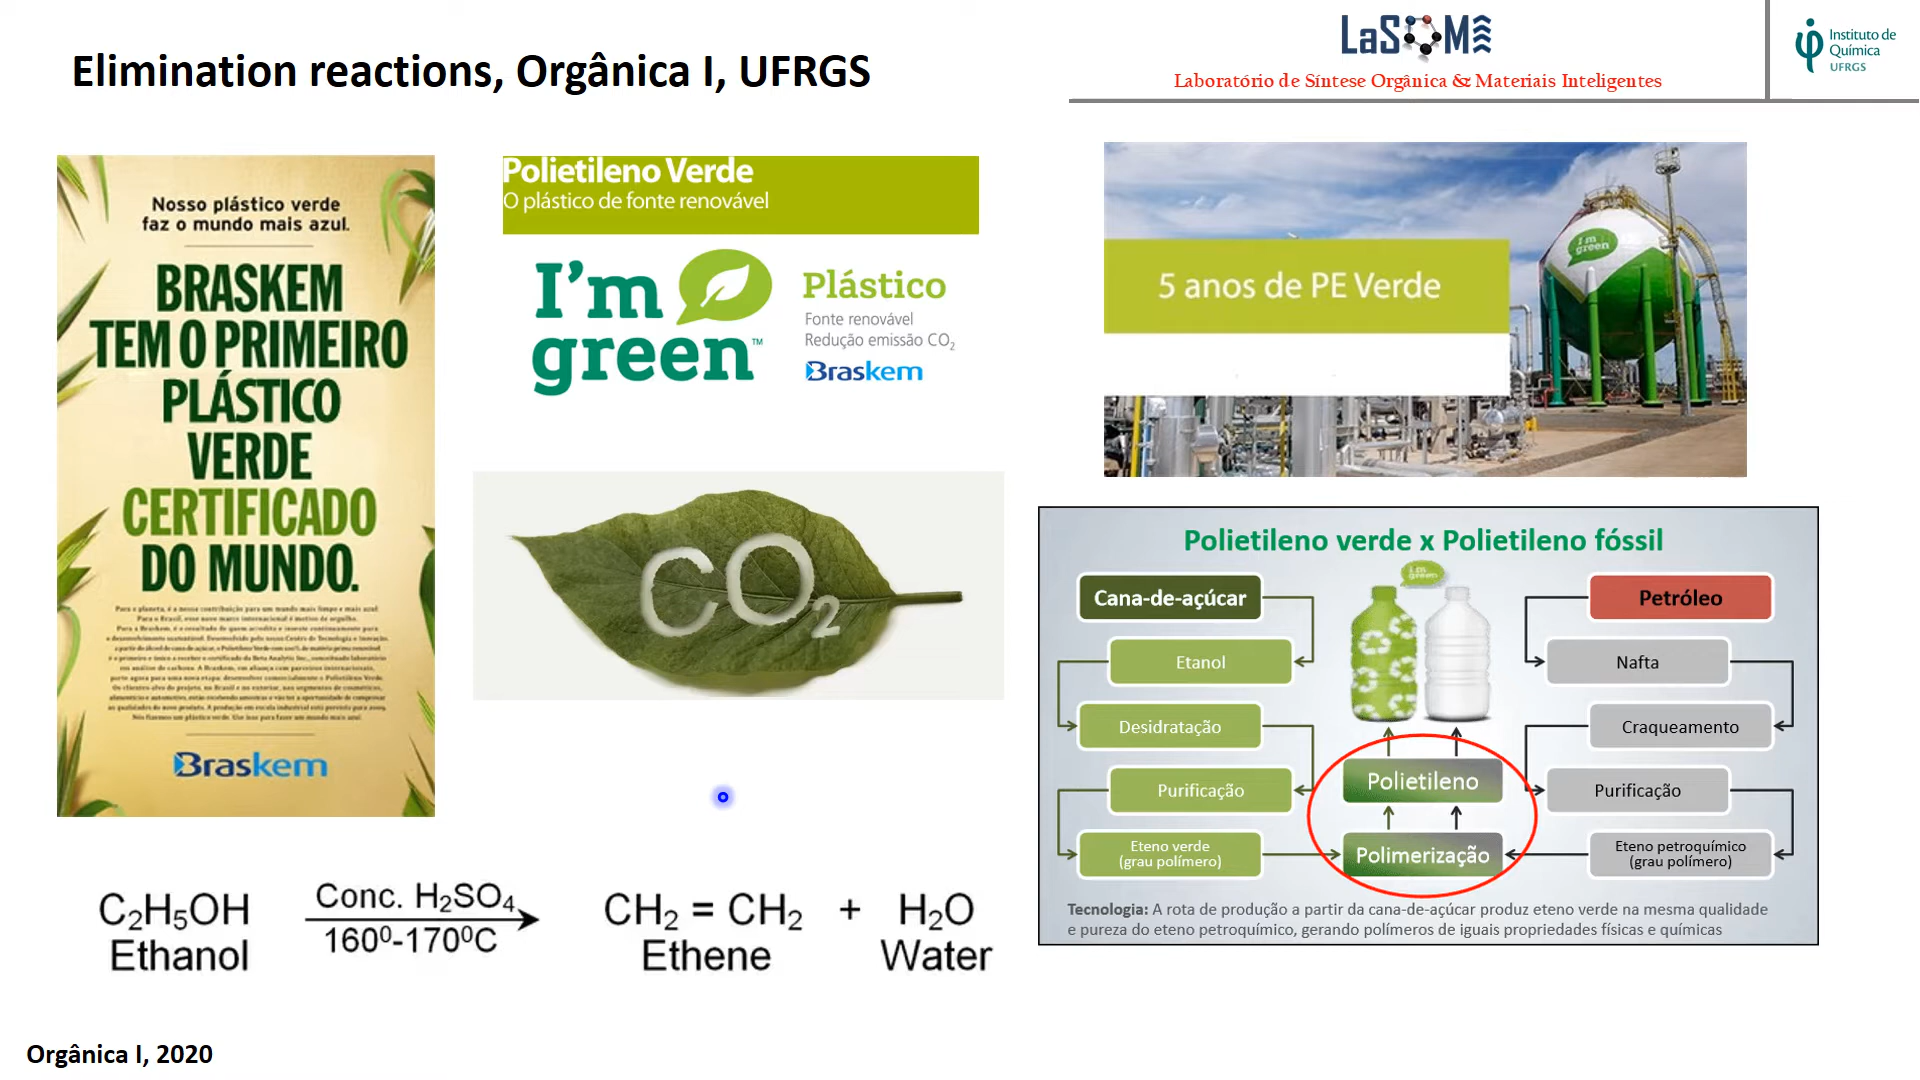 Elimination reactions, Orgânica I, UFRGS
LaSOMI
Laboratório de Síntese Orgânica & Materiais Inteligentes
Instituto de
Química
UFRGS
Nosso plástico verde
faz o mundo mais azul.
BRASKEM
TEM O PRIMEIRO
PLÁSTICO
VERDE
CERTIFICADO
DO MUNDO.
Braskem
Polietileno Verde
O plástico de fonte renovável
I'm
green™
Plástico
Fonte renovável
Redução emissão CO₂
Braskem
CO₂
5 anos de PE Verde
I'm
green
Polietileno verde x Polietileno fóssil
I'm
green
Cana-de-açúcar
Etanol
Desidratação
Purificação
Eteno verde
(grau polímero)
Polietileno
Polimerização
Petróleo
Nafta
Craqueamento
Purificação
Eteno petroquímico
(grau polímero)
Tecnologia: A rota de produção a partir da cana-de-açúcar produz eteno verde na mesma qualidade
e pureza do eteno petroquímico, gerando polímeros de iguais propriedades físicas e químicas
C₂H₅OH Conc. H₂SO₄ CH₂ = CH₂ + H₂O
160⁰-170⁰C
Ethanol Ethene Water
Orgânica I, 2020